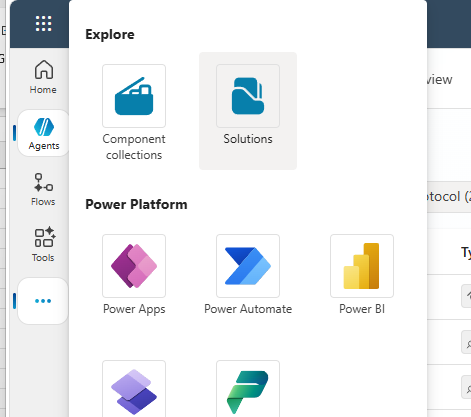 Explore
Home
Component
collections
Solutions
view
Agents
Flows
Power Platform
otocol (2
Tools
Ty
Power Apps
Power Automate
Power BI